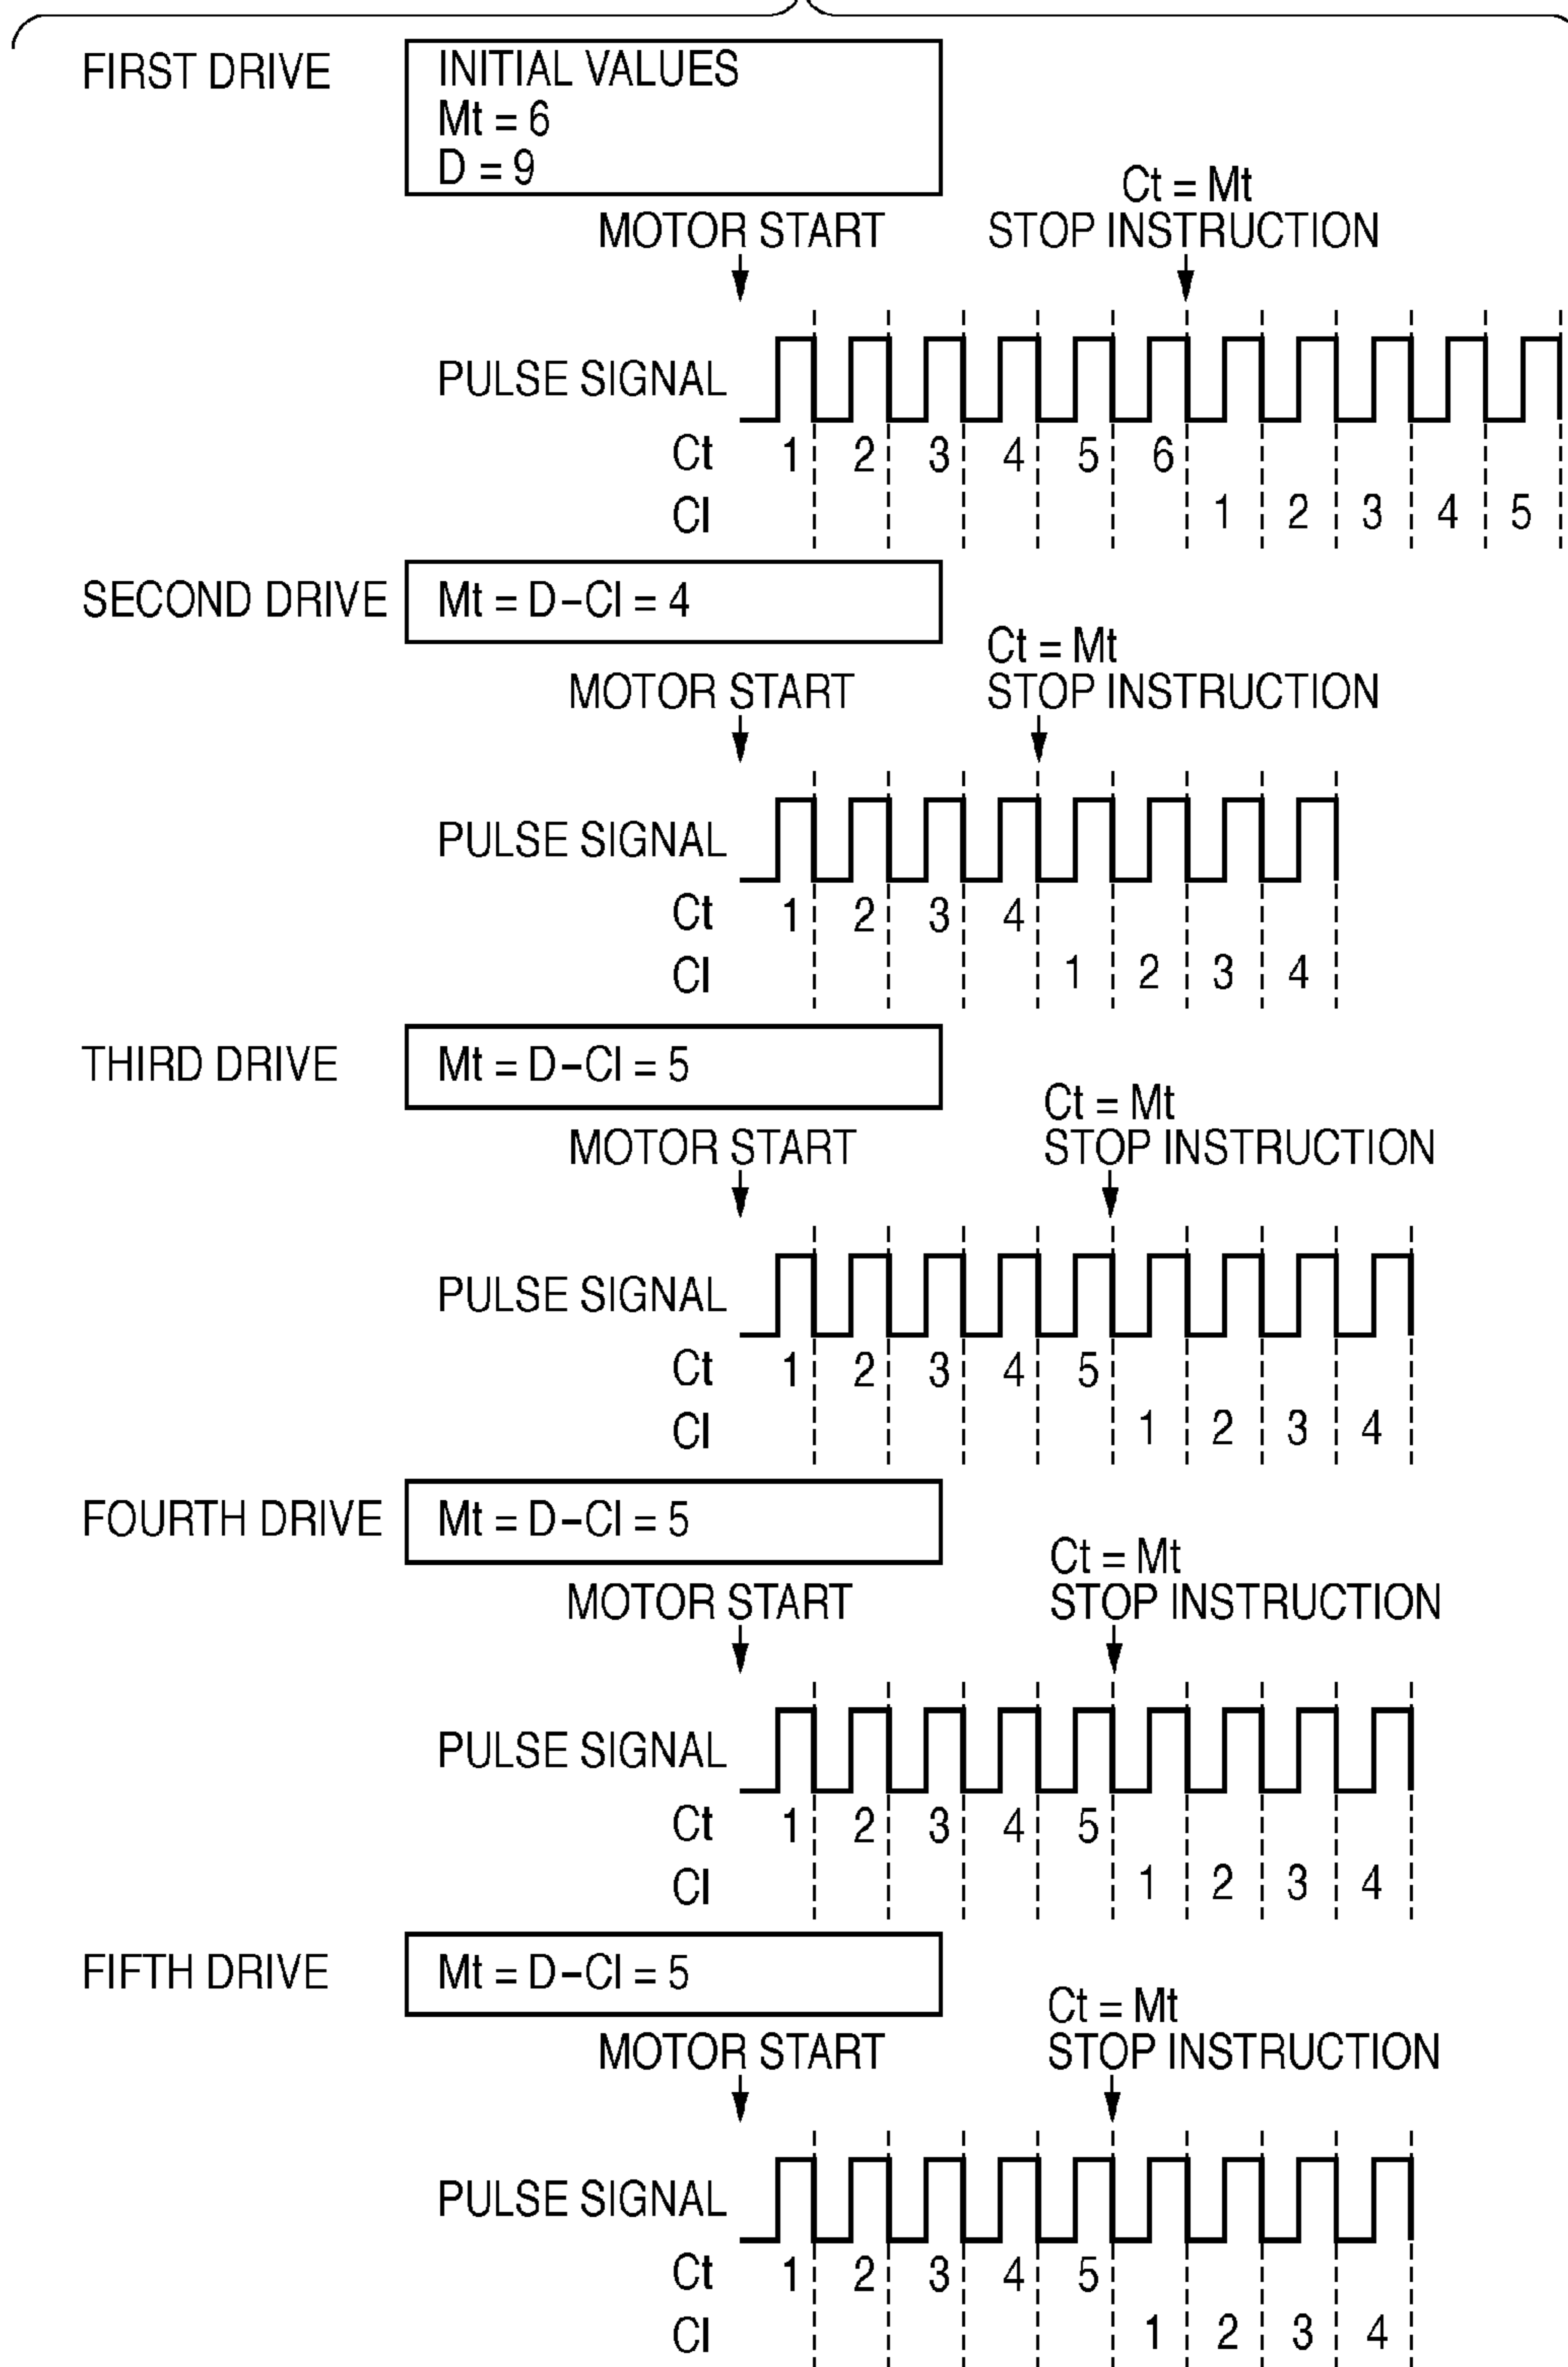 FIRST DRIVE
INITIAL VALUES
Mt = 6
D = 9
Ct = Mt
MOTOR START
STOP INSTRUCTION
PULSE SIGNAL
Ct 1 2 3 4 5 6
Cl 1 2 3 4 5
SECOND DRIVE
Mt = D-Cl = 4
Ct = Mt
MOTOR START
STOP INSTRUCTION
PULSE SIGNAL
Ct 1 2 3 4
Cl 1 2 3 4
THIRD DRIVE
Mt = D-Cl = 5
Ct = Mt
MOTOR START
STOP INSTRUCTION
PULSE SIGNAL
Ct 1 2 3 4 5
Cl 1 2 3 4
FOURTH DRIVE
Mt = D-Cl = 5
Ct = Mt
MOTOR START
STOP INSTRUCTION
PULSE SIGNAL
Ct 1 2 3 4 5
Cl 1 2 3 4
FIFTH DRIVE
Mt = D-Cl = 5
Ct = Mt
MOTOR START
STOP INSTRUCTION
PULSE SIGNAL
Ct 1 2 3 4 5
Cl 1 2 3 4